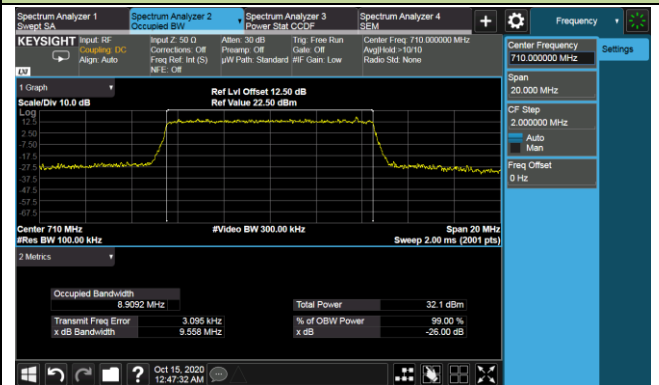 Spectrum Analyzer 1
Swept SA
Spectrum Analyzer 2
Occupied BW
Spectrum Analyzer 3
Power Stat CCDF
Spectrum Analyzer 4
SEM
+
Frequency
KEYSIGHT
Input: RF
Coupling: DC
Align: Auto
Input Z: 50 Ω
Corrections: Off
Freq Ref: Int (S)
NFE: Off
Atten: 30 dB
Preamp: Off
µW Path: Standard
Trig: Free Run
Gate: Off
#IF Gain: Low
Center Freq: 710.000000 MHz
Avg|Hold:>10/10
Radio Std: None
LXI
Center Frequency
710.000000 MHz
Settings
Span
20.000 MHz
CF Step
2.000000 MHz
Auto
Man
Freq Offset
0 Hz
1 Graph
Scale/Div 10.0 dB
Ref Lvl Offset 12.50 dB
Ref Value 22.50 dBm
Log
12.5
2.50
-7.50
-17.5
-27.5
-37.5
-47.5
-57.5
-67.5
Center 710 MHz
#Res BW 100.00 kHz
#Video BW 300.00 kHz
Span 20 MHz
Sweep 2.00 ms (2001 pts)
2 Metrics
Occupied Bandwidth
8.9092 MHz
Total Power 32.1 dBm
Transmit Freq Error 3.095 kHz
% of OBW Power 99.00 %
x dB Bandwidth 9.558 MHz
x dB -26.00 dB
?
Oct 15, 2020
12:47:32 AM